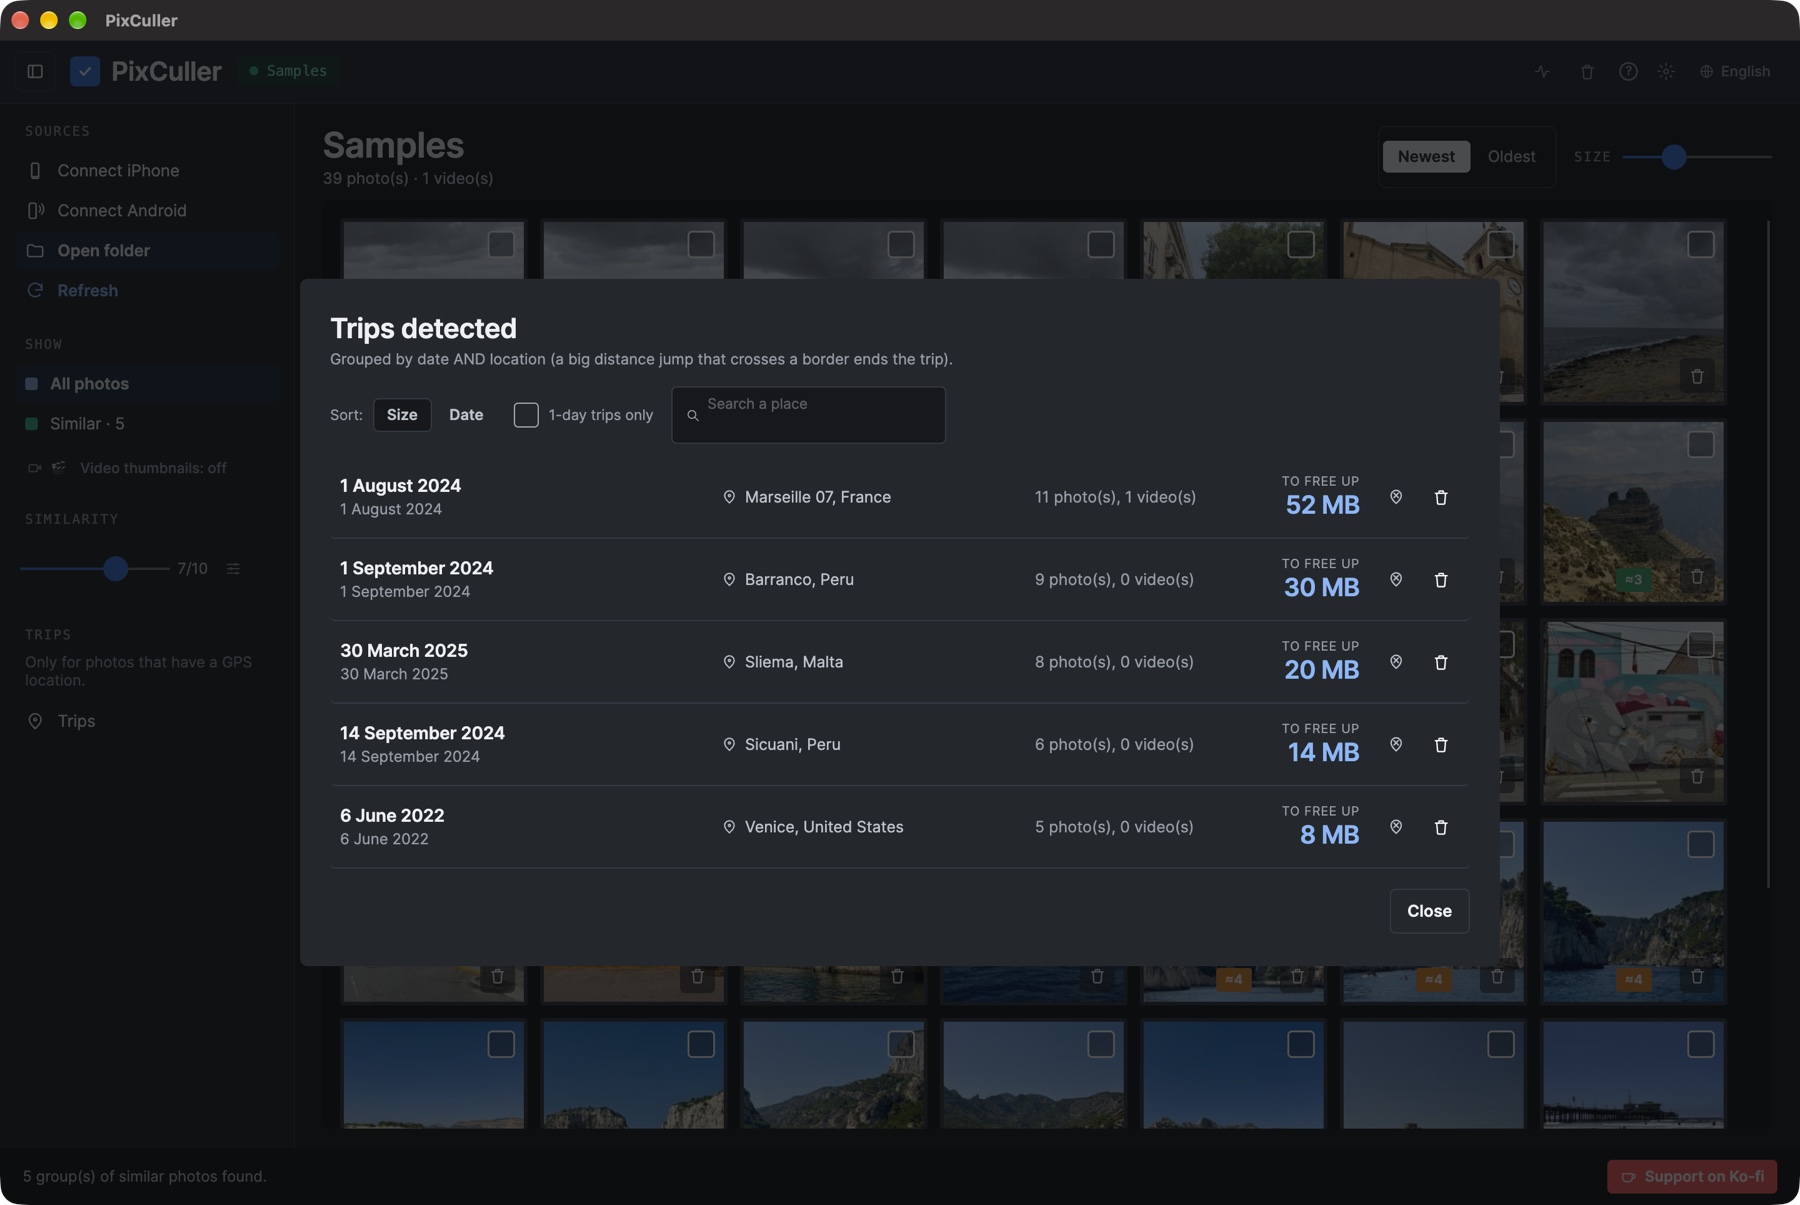 PixCuller
PixCuller
Samples
English
SOURCES
Connect iPhone
Connect Android
Open folder
Refresh
SHOW
All photos
Similar · 5
Video thumbnails: off
SIMILARITY
7/10
TRIPS
Only for photos that have a GPS
location.
Trips
Samples
39 photo(s) · 1 video(s)
Newest
Oldest
SIZE
Trips detected
Grouped by date AND location (a big distance jump that crosses a border ends the trip).
Sort:
Size
Date
1-day trips only
Search a place
1 August 2024
1 August 2024
Marseille 07, France
11 photo(s), 1 video(s)
TO FREE UP
52 MB
1 September 2024
1 September 2024
Barranco, Peru
9 photo(s), 0 video(s)
TO FREE UP
30 MB
30 March 2025
30 March 2025
Sliema, Malta
8 photo(s), 0 video(s)
TO FREE UP
20 MB
14 September 2024
14 September 2024
Sicuani, Peru
6 photo(s), 0 video(s)
TO FREE UP
14 MB
6 June 2022
6 June 2022
Venice, United States
5 photo(s), 0 video(s)
TO FREE UP
8 MB
Close
≈3
≈4
≈4
≈4
5 group(s) of similar photos found.
Support on Ko-fi